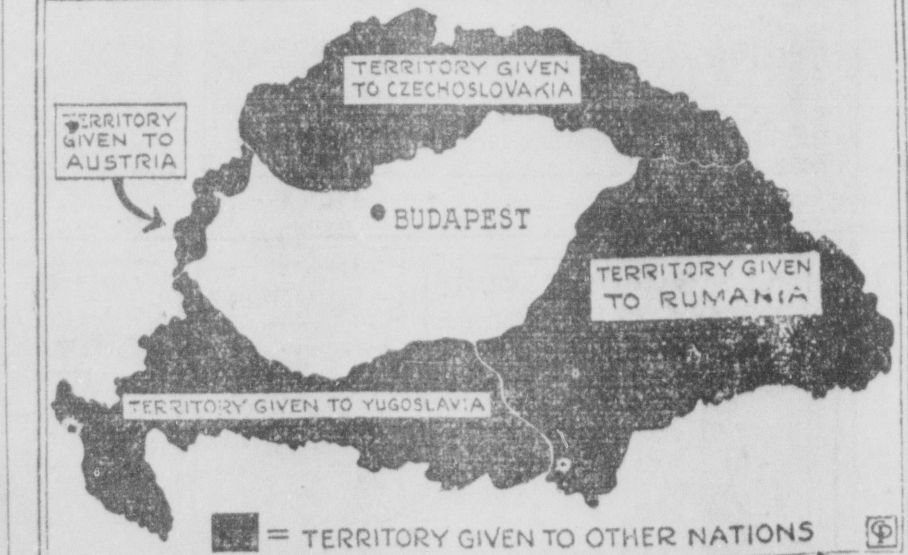 TERRITORY GIVEN
TO CZECHOSLOVAKIA
TERRITORY
GIVEN TO
AUSTRIA
BUDAPEST
TERRITORY GIVEN
TO RUMANIA
TERRITORY GIVEN TO YUGOSLAVIA
= TERRITORY GIVEN TO OTHER NATIONS
CP